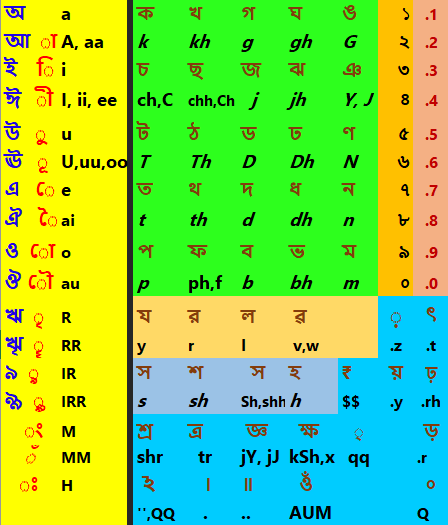 অ a ক খ গ ঘ ঙ ১ .1
আ া A, aa k kh g gh G ২ .2
ই ি i চ ছ জ ঝ ঞ ৩ .3
ঈ ী I, ii, ee ch,C chh,Ch j jh Y, J ৪ .4
উ ু u ট ঠ ড ঢ ণ ৫ .5
ঊ ূ U,uu,oo T Th D Dh N ৬ .6
এ ে e ত থ দ ধ ন ৭ .7
ঐ ৈ ai t th d dh n ৮ .8
ও ো o প ফ ব ভ ম ৯ .9
ঔ ৌ au p ph,f b bh m ০ .0
ঋ ৃ R য র ল ৱ ় ৎ
ৠ ৄ RR y r l v,w .z .t
ঌ ৢ lR স শ ষ হ ₹ য় ঢ়
ৡ ৣ lRR s sh Sh,shh h $$ .y .rh
ং M শ্র ত্র জ্ঞ ক্ষ ড়
ঁ MM shr tr jY, jJ kSh,x qq .r
ঃ H ঽ । ॥ ওঁ
'',QQ . .. AUM Q